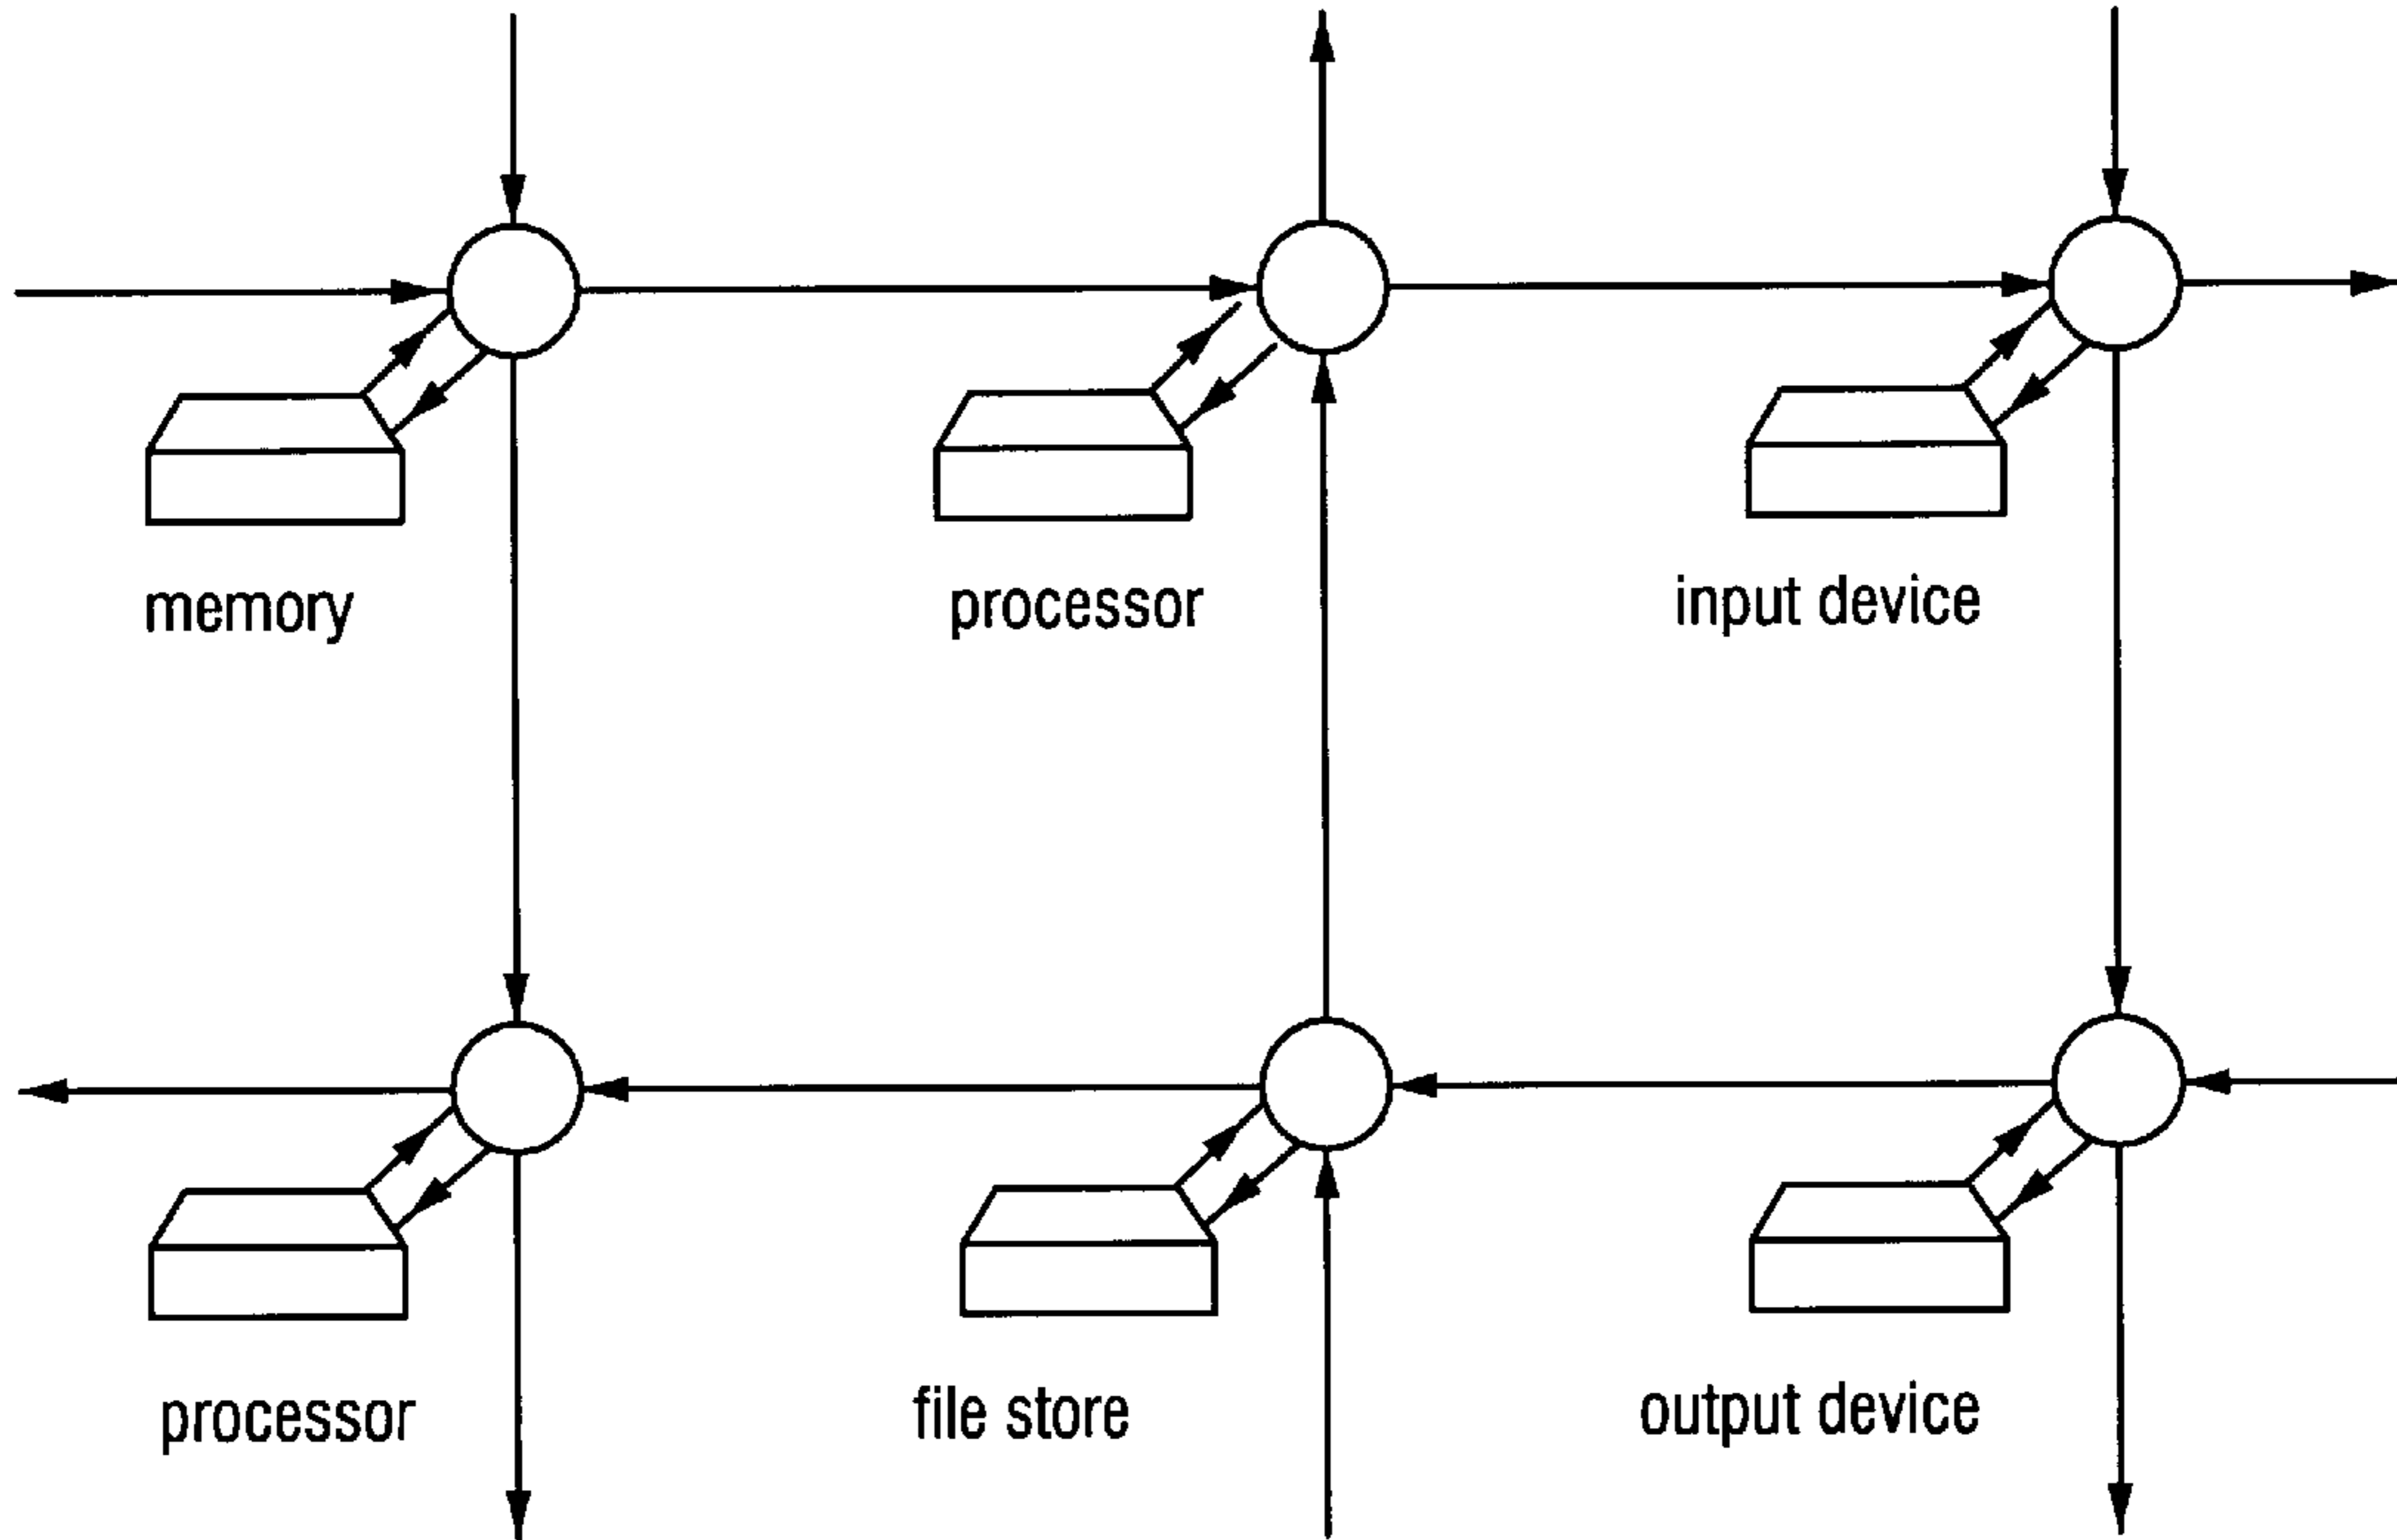 memory
processor
input device
processor
file store
output device